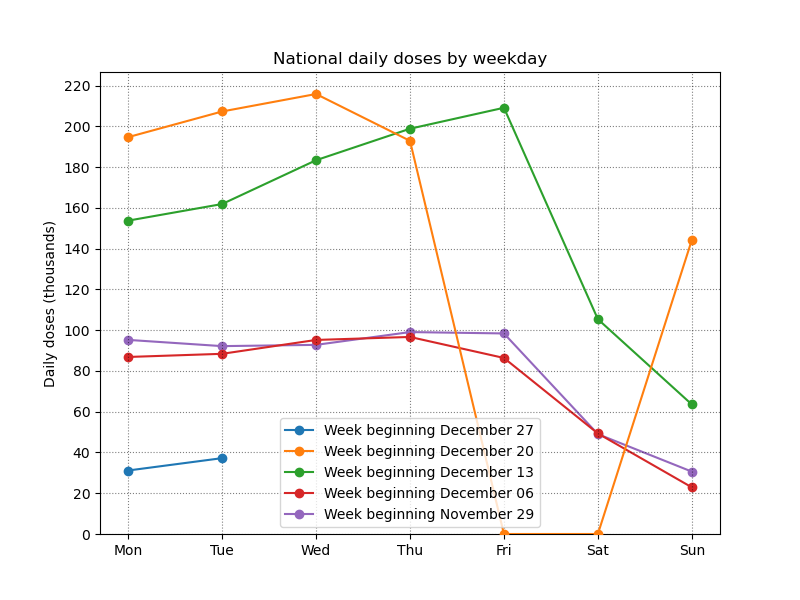 National daily doses by weekday
Daily doses (thousands)
220
200
180
160
140
120
100
80
60
40
20
0
Week beginning December 27
Week beginning December 20
Week beginning December 13
Week beginning December 06
Week beginning November 29
Mon Tue Wed Thu Fri Sat Sun